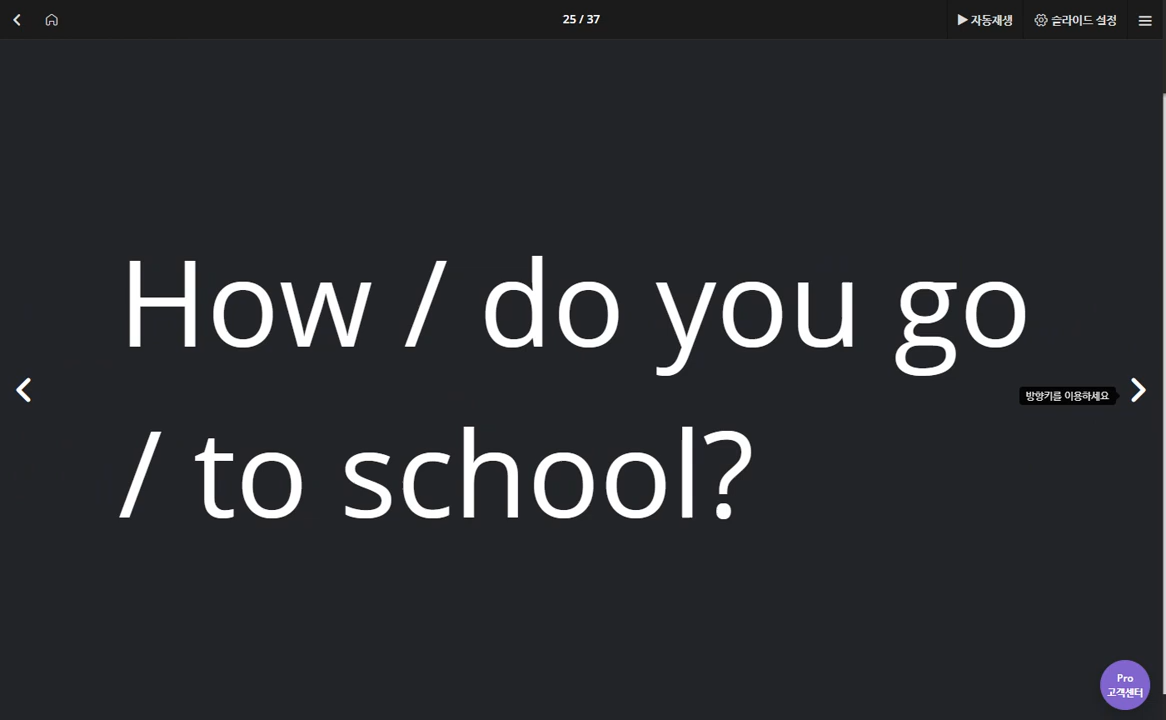 25 / 37
자동재생
슬라이드 설정
How / do you go
/ to school?
방향키를 이용하세요
Pro
고객센터